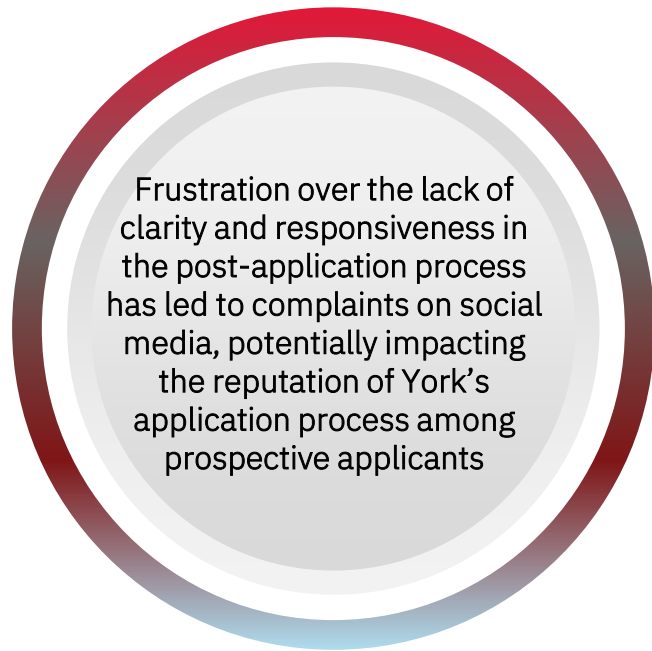 Frustration over the lack of
clarity and responsiveness in
the post-application process
has led to complaints on social
media, potentially impacting
the reputation of York’s
application process among
prospective applicants